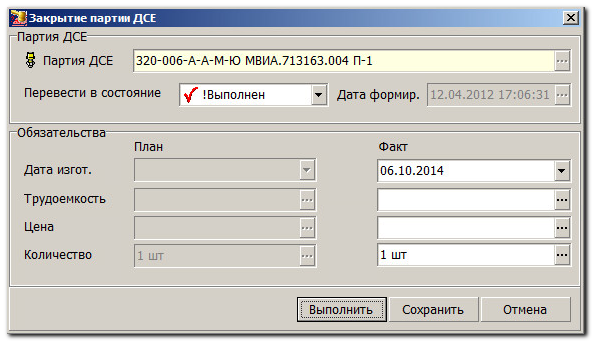 Закрытие партии ДСЕ
Партия ДСЕ
Партия ДСЕ 320-006-А-А-М-Ю МВИА.713163.004 П-1 ...
Перевести в состояние !Выполнен Дата формир. 12.04.2012 17:06:31 ...
Обязательства
План Факт
Дата изгот. 06.10.2014
Трудоемкость ... ...
Цена ... ...
Количество 1 шт ... 1 шт ...
Выполнить Сохранить Отмена